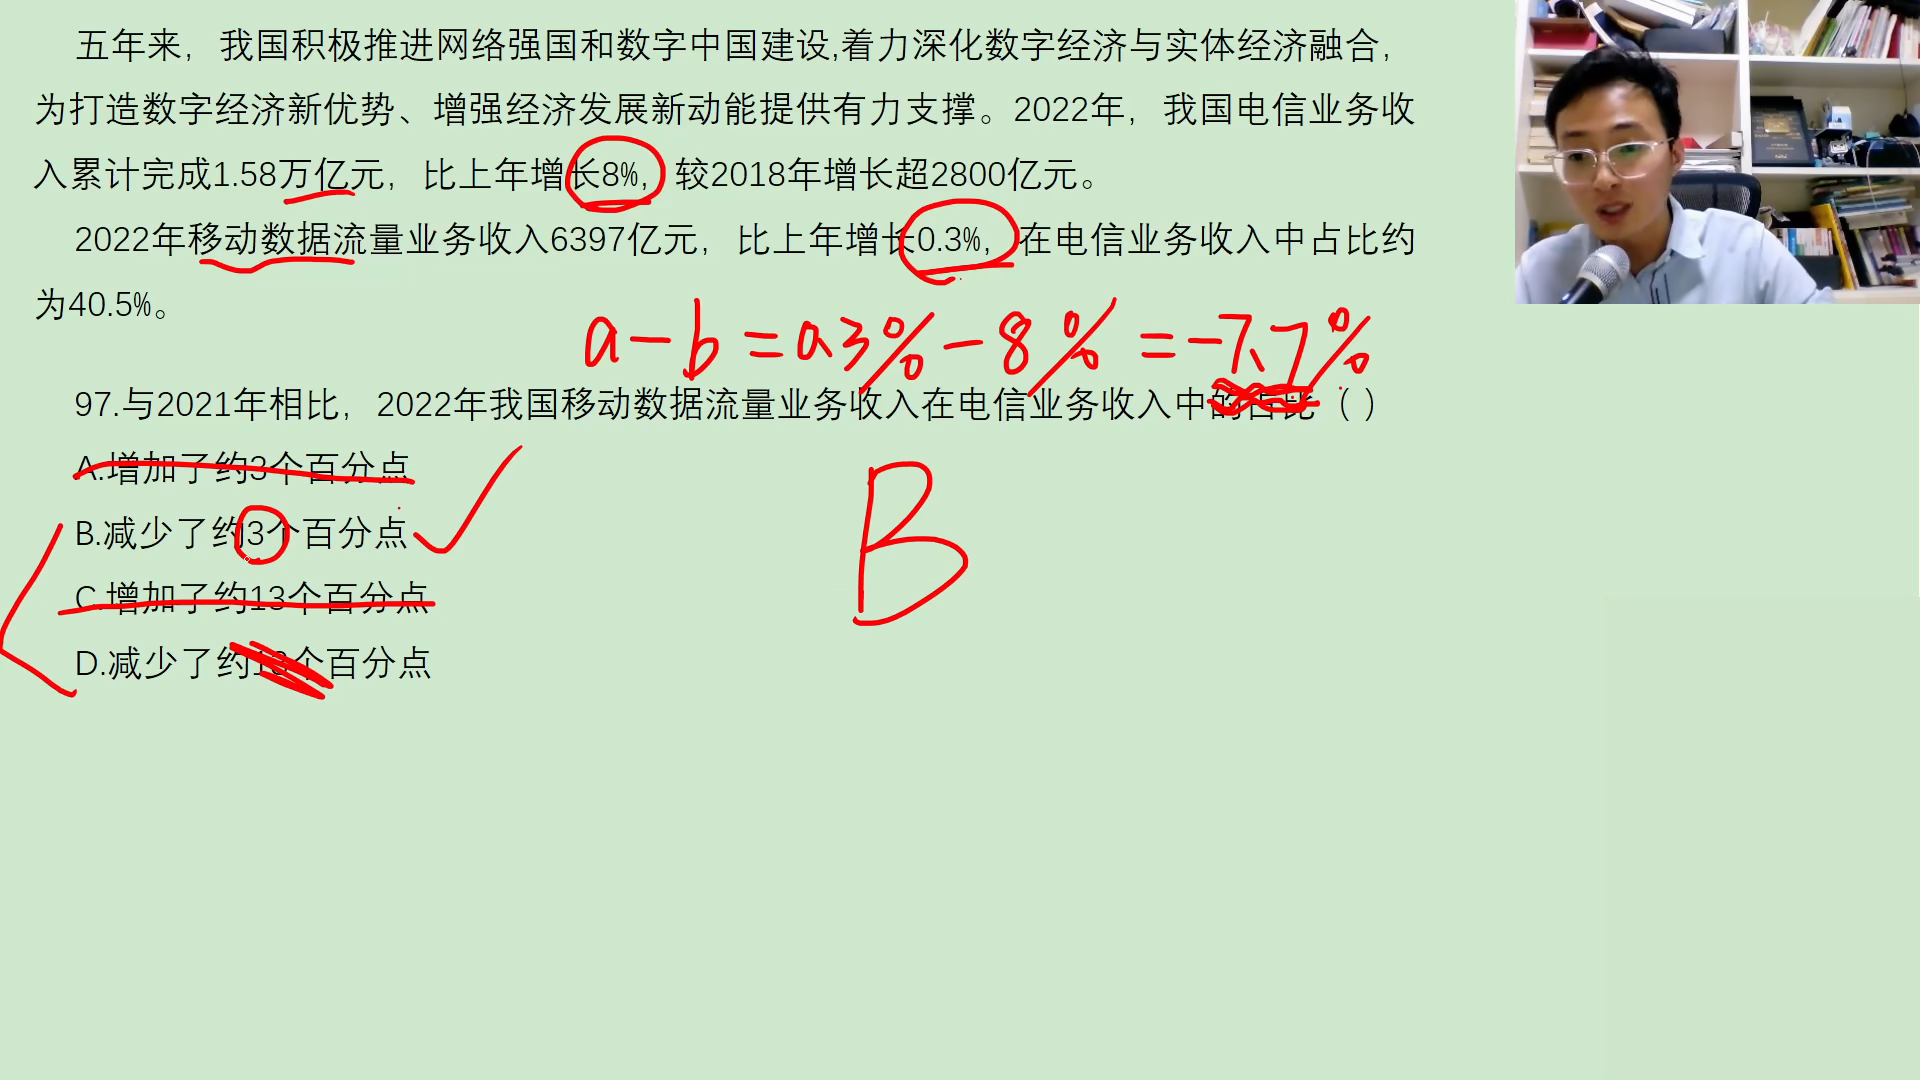 五年来，我国积极推进网络强国和数字中国建设,着力深化数字经济与实体经济融合，
为打造数字经济新优势、增强经济发展新动能提供有力支撑。2022年，我国电信业务收
入累计完成1.58万亿元，比上年增长8%，较2018年增长超2800亿元。
2022年移动数据流量业务收入6397亿元，比上年增长0.3%，在电信业务收入中占比约
为40.5%。
a-b=0.3%-8%=-7.7%
97.与2021年相比，2022年我国移动数据流量业务收入在电信业务收入中的占比（ ）
A.增加了约3个百分点
B.减少了约3个百分点
B
C.增加了约13个百分点
D.减少了约13个百分点